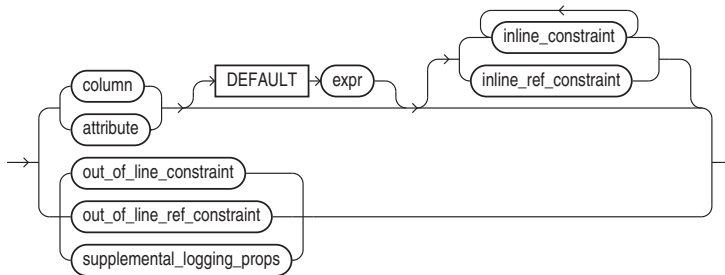 inline_constraint
DEFAULT expr
column
inline_ref_constraint
attribute
out_of_line_constraint
out_of_line_ref_constraint
supplemental_logging_props